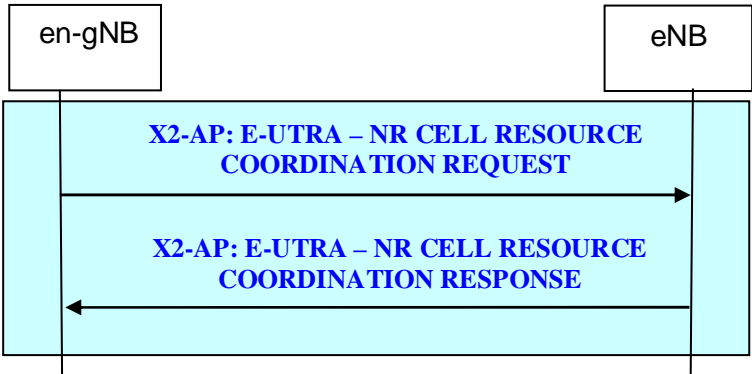 en-gNB
eNB
X2-AP: E-UTRA – NR CELL RESOURCE
COORDINATION REQUEST
X2-AP: E-UTRA – NR CELL RESOURCE
COORDINATION RESPONSE